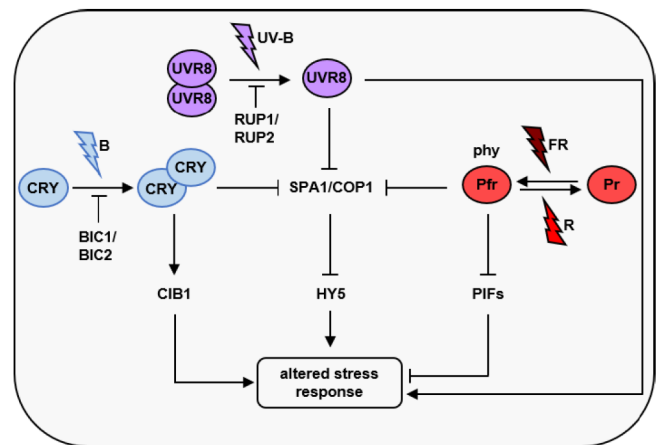 UV-B
UVR8
UVR8
UVR8
RUP1/
RUP2
B
CRY
CRY
CRY
BIC1/
BIC2
SPA1/COP1
phy
Pfr
FR
Pr
R
CIB1
HY5
PIFs
altered stress
response